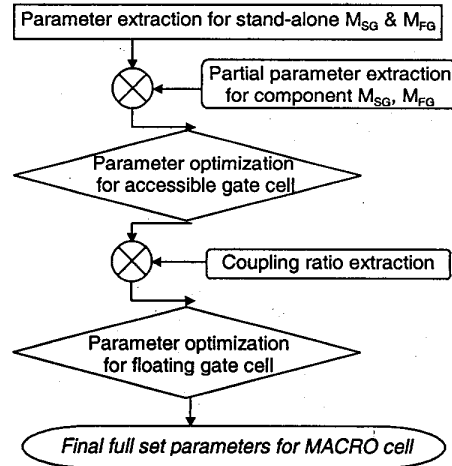 Parameter extraction for stand-alone M_SG & M_FG
Partial parameter extraction
for component M_SG, M_FG
Parameter optimization
for accessible gate cell
Coupling ratio extraction
Parameter optimization
for floating gate cell
Final full set parameters for MACRO cell